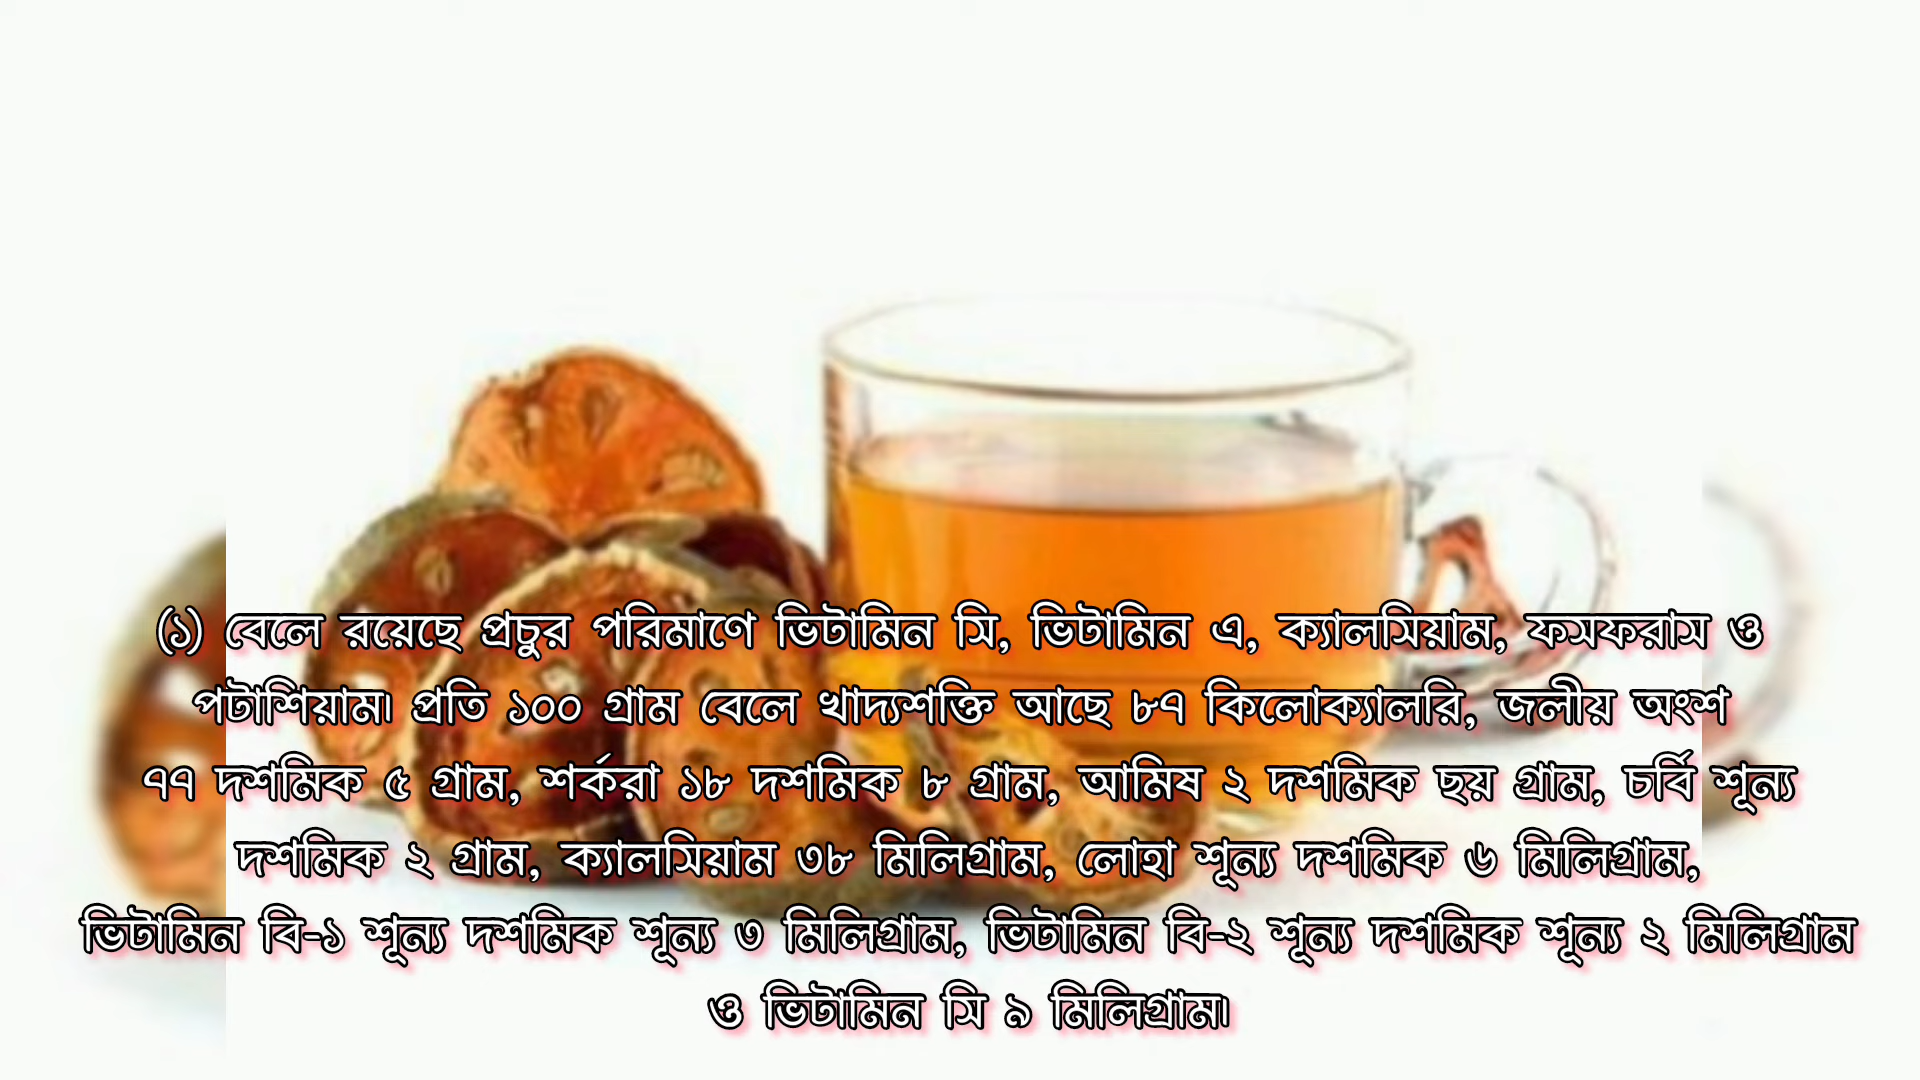 (১) বেলে রয়েছে প্রচুর পরিমাণে ভিটামিন সি, ভিটামিন এ, ক্যালসিয়াম, ফসফরাস ও
পটাশিয়াম। প্রতি ১০০ গ্রাম বেলে খাদ্যশক্তি আছে ৮৭ কিলোক্যালরি, জলীয় অংশ
৭৭ দশমিক ৫ গ্রাম, শর্করা ১৮ দশমিক ৮ গ্রাম, আমিষ ২ দশমিক ছয় গ্রাম, চর্বি শূন্য
দশমিক ২ গ্রাম, ক্যালসিয়াম ৩৮ মিলিগ্রাম, লোহা শূন্য দশমিক ৬ মিলিগ্রাম,
ভিটামিন বি-১ শূন্য দশমিক শূন্য ৩ মিলিগ্রাম, ভিটামিন বি-২ শূন্য দশমিক শূন্য ২ মিলিগ্রাম
ও ভিটামিন সি ৯ মিলিগ্রাম।